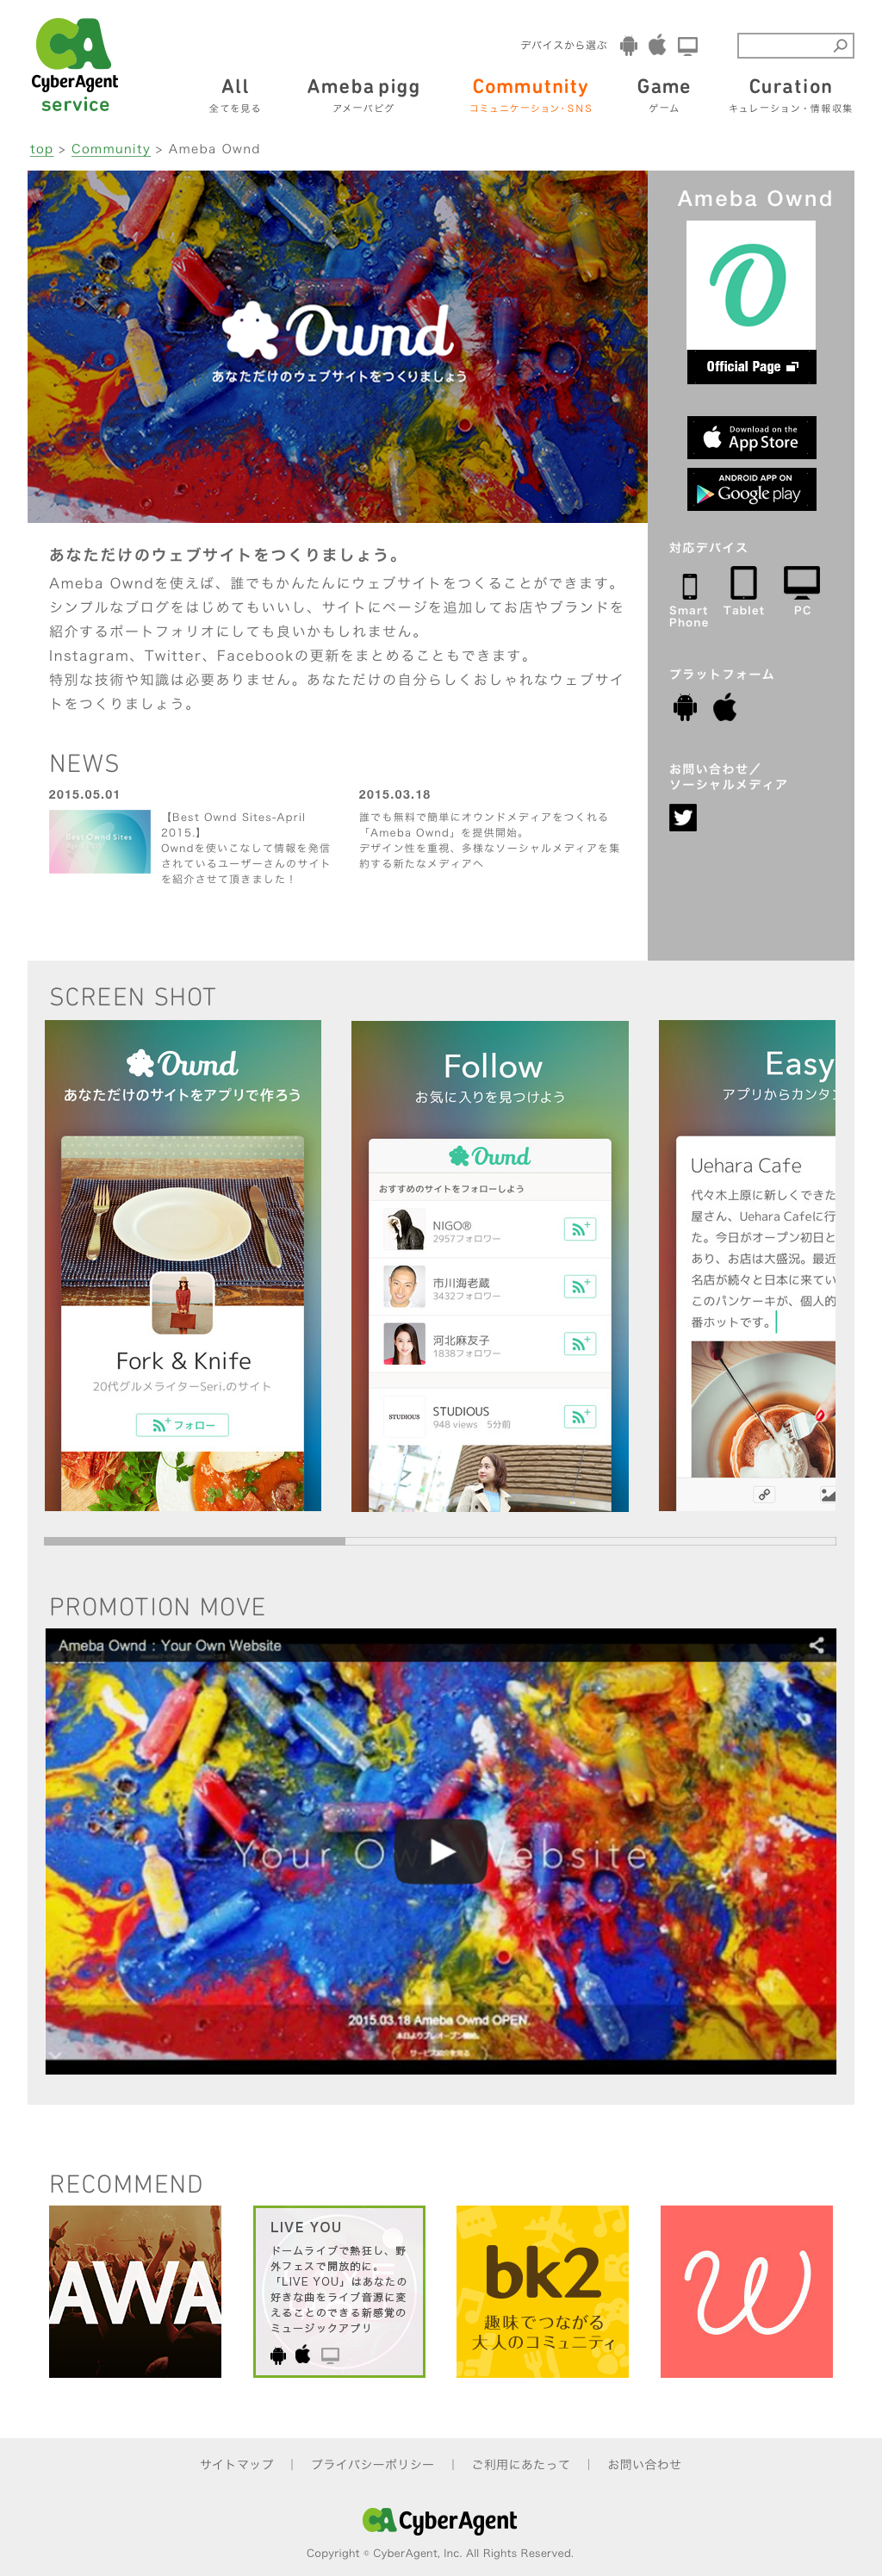 CyberAgent
service
デバイスから選ぶ
All
全てを見る
Ameba pigg
アメーバピグ
Commutnity
コミュニケーション・SNS
Game
ゲーム
Curation
キュレーション・情報収集
top > Community > Ameba Ownd
Ownd
あなただけのウェブサイトをつくりましょう
Ameba Ownd
Official Page
Download on the
App Store
ANDROID APP ON
Google play
対応デバイス
Smart
Phone
Tablet
PC
プラットフォーム
お問い合わせ／
ソーシャルメディア
あなただけのウェブサイトをつくりましょう。
Ameba Owndを使えば、誰でもかんたんにウェブサイトをつくることができます。
シンプルなブログをはじめてもいいし、サイトにページを追加してお店やブランドを
紹介するポートフォリオにしても良いかもしれません。
Instagram、Twitter、Facebookの更新をまとめることもできます。
特別な技術や知識は必要ありません。あなただけの自分らしくおしゃれなウェブサイ
トをつくりましょう。
NEWS
2015.05.01
Best Ownd Sites
【Best Ownd Sites-April
2015.】
Owndを使いこなして情報を発信
されているユーザーさんのサイト
を紹介させて頂きました！
2015.03.18
誰でも無料で簡単にオウンドメディアをつくれる
「Ameba Ownd」を提供開始。
デザイン性を重視、多様なソーシャルメディアを集
約する新たなメディアへ
SCREEN SHOT
Ownd
あなただけのサイトをアプリで作ろう
Fork & Knife
20代グルメライターSeri.のサイト
フォロー
Follow
お気に入りを見つけよう
Ownd
おすすめのサイトをフォローしよう
NIGO®
2957フォロワー
市川海老蔵
3432フォロワー
河北麻友子
1838フォロワー
STUDIOUS
STUDIOUS
948 views 5分前
Easy
アプリからカンタン
Uehara Cafe
代々木上原に新しくできた
屋さん、Uehara Cafeに行
た。今日がオープン初日と
あり、お店は大盛況。最近
名店が続々と日本に来てい
このパンケーキが、個人的
番ホットです。
PROMOTION MOVE
Ameba Ownd : Your Own Website
Your Own Website
2015.03.18 Ameba Ownd OPEN.
本日よりプレオープン開始。
サービス紹介を見る
RECOMMEND
AWA
LIVE YOU
ドームライブで熱狂し、野
外フェスで開放的に。
「LIVE YOU」はあなたの
好きな曲をライブ音源に変
えることのできる新感覚の
ミュージックアプリ
bk2
趣味でつながる
大人のコミュニティ
W
サイトマップ ｜ プライバシーポリシー ｜ ご利用にあたって ｜ お問い合わせ
CyberAgent
Copyright © CyberAgent, Inc. All Rights Reserved.